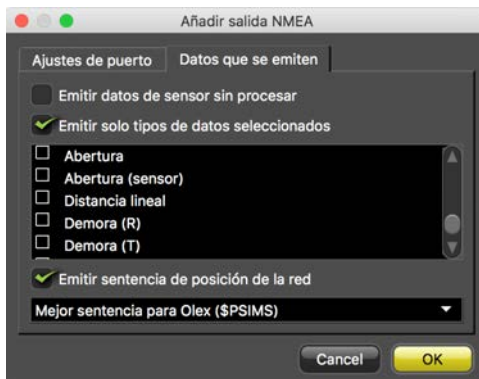 Añadir salida NMEA
Ajustes de puerto Datos que se emiten
Emitir datos de sensor sin procesar
Emitir solo tipos de datos seleccionados
Abertura
Abertura (sensor)
Distancia lineal
Demora (R)
Demora (T)
Emitir sentencia de posición de la red
Mejor sentencia para Olex ($PSIMS)
Cancel OK